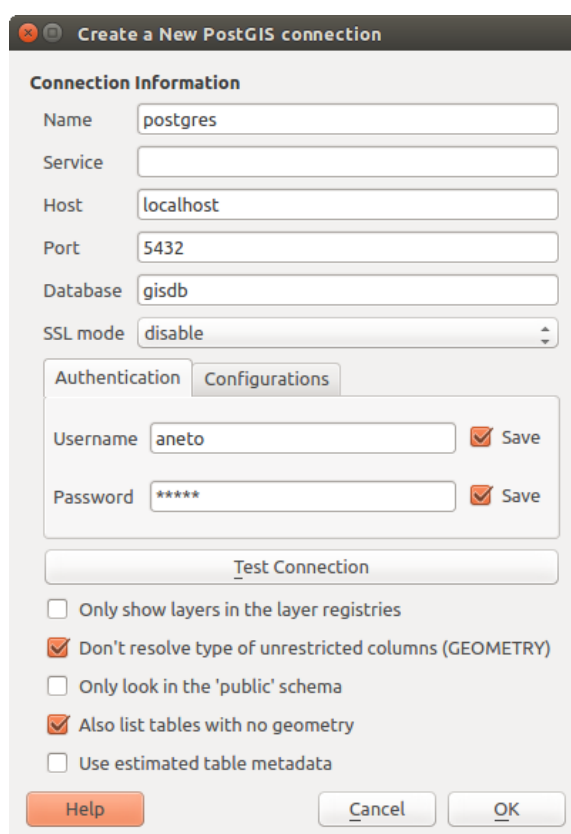 Create a New PostGIS connection
Connection Information
Name postgres
Service
Host localhost
Port 5432
Database gisdb
SSL mode disable
Authentication Configurations
Username aneto Save
Password ***** Save
Test Connection
Only show layers in the layer registries
Don't resolve type of unrestricted columns (GEOMETRY)
Only look in the 'public' schema
Also list tables with no geometry
Use estimated table metadata
Help Cancel OK